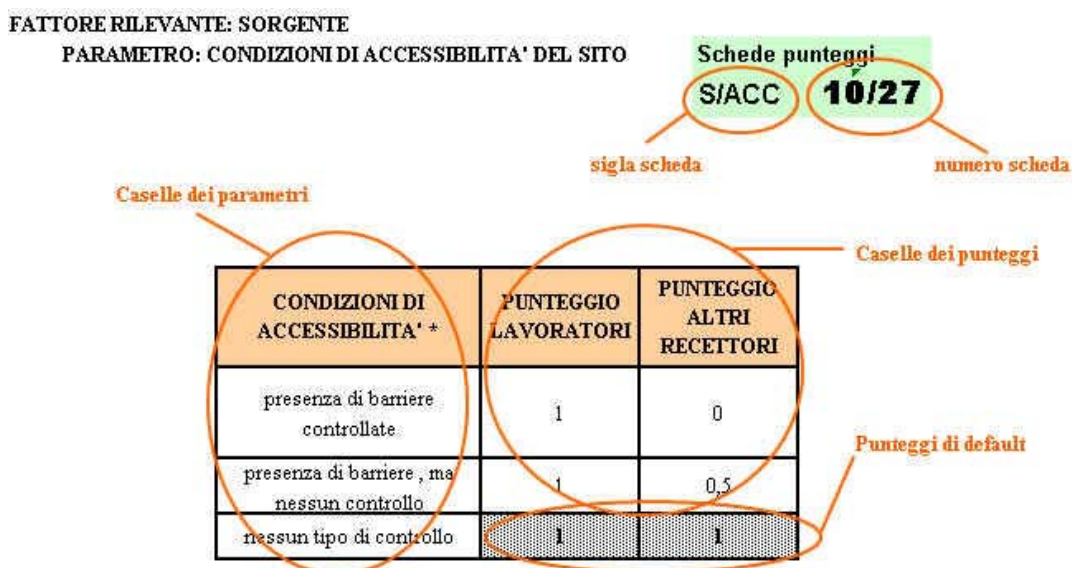 FATTORE RILEVANTE: SORGENTE
PARAMETRO: CONDIZIONI DI ACCESSIBILITA' DEL SITO
Schede punteggi
S/ACC 10/27
sigla scheda
numero scheda
Caselle dei parametri
Caselle dei punteggi
CONDIZIONI DI
ACCESSIBILITA' *
PUNTEGGIO
LAVORATORI
PUNTEGGIO
ALTRI
RECETTORI
presenza di barriere
controllate
1
0
Punteggi di default
presenza di barriere , ma
nessun controllo
1
0,5
nessun tipo di controllo
1
1